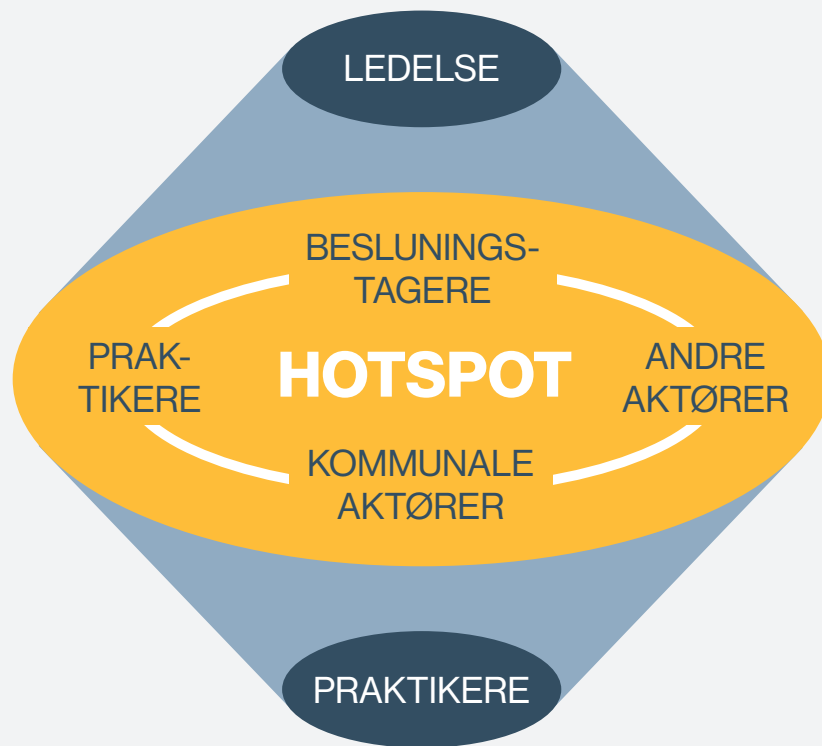 LEDELSE
BESLUNINGS-
TAGERE
PRAK-
TIKERE
HOTSPOT
ANDRE
AKTØRER
KOMMUNALE
AKTØRER
PRAKTIKERE